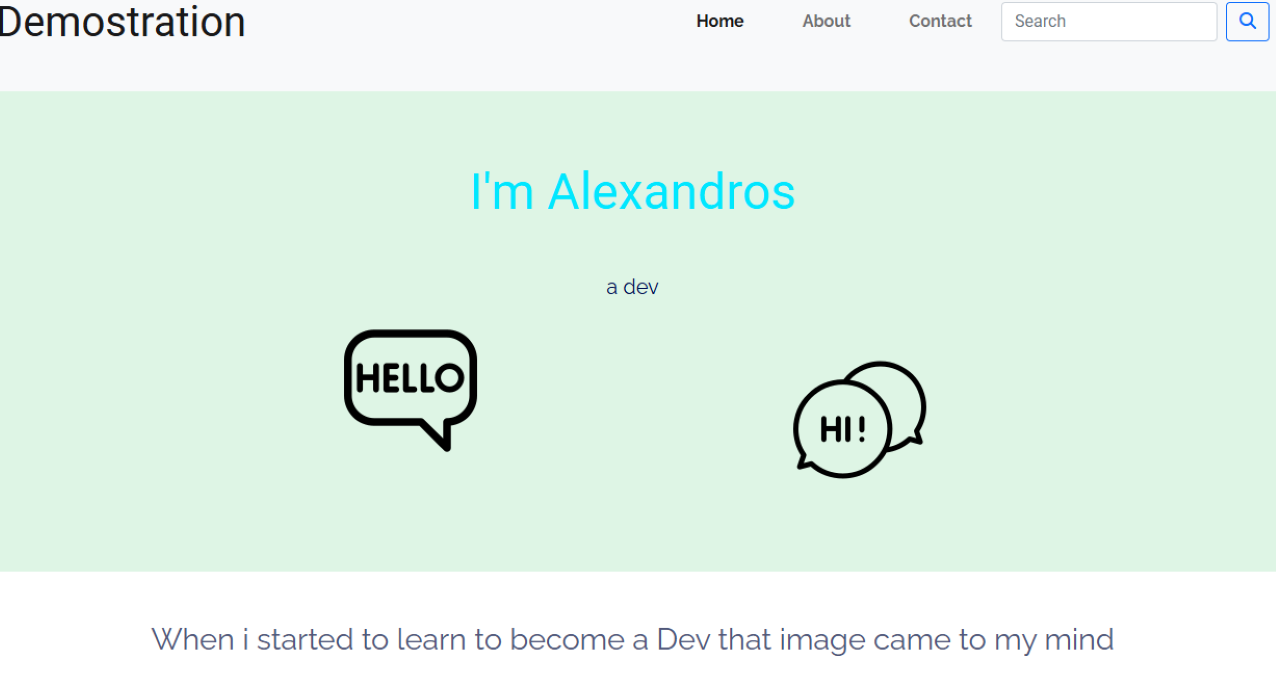 Demostration
Home About Contact Search
I'm Alexandros
a dev
HELLO
HI!
When i started to learn to become a Dev that image came to my mind